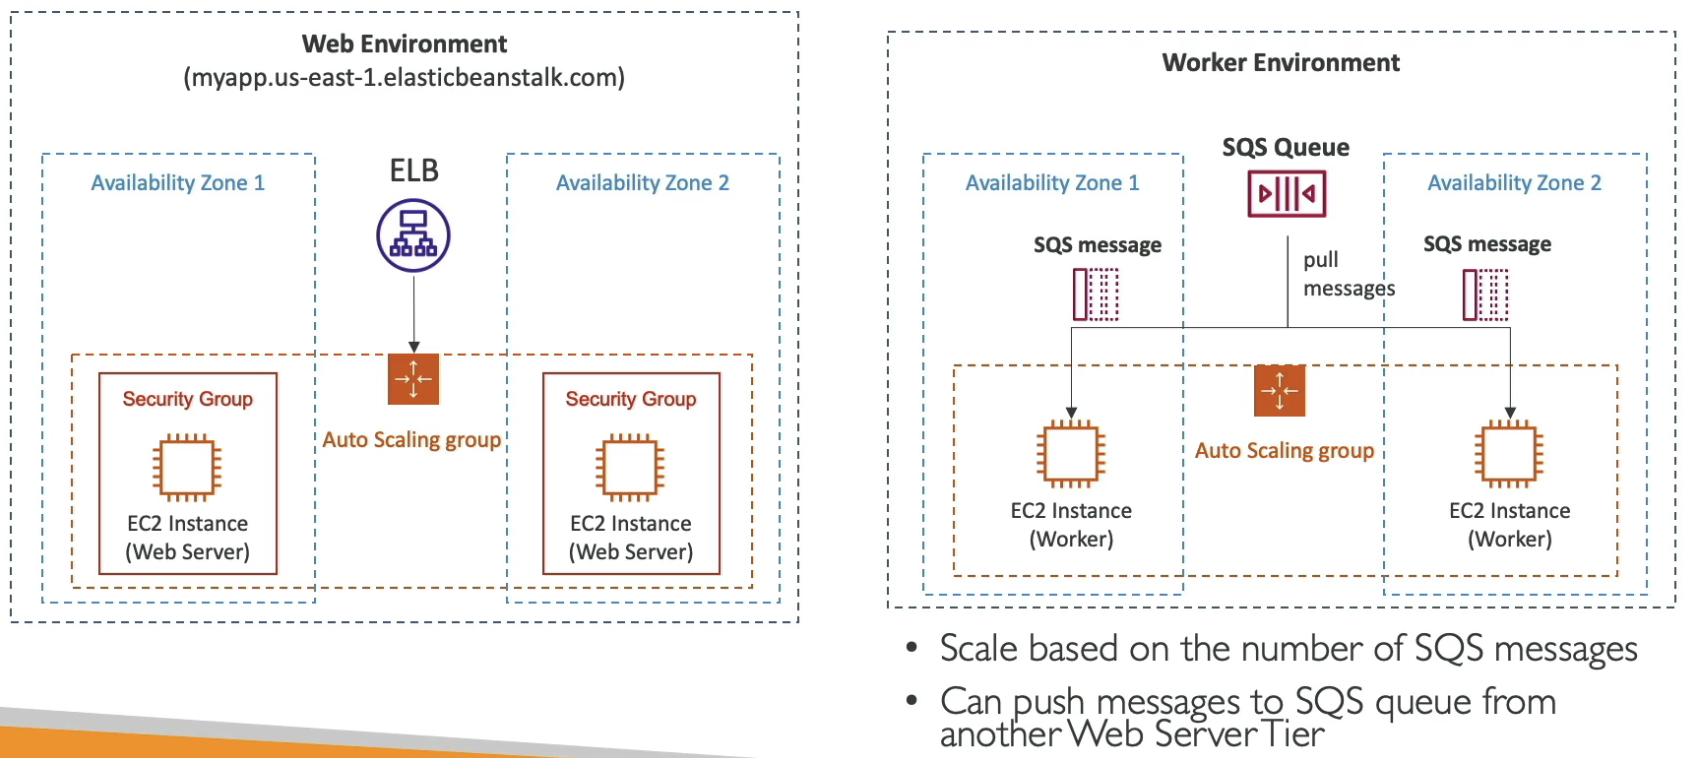 Web Environment
(myapp.us-east-1.elasticbeanstalk.com)
Availability Zone 1
ELB
Availability Zone 2
Security Group
Auto Scaling group
Security Group
EC2 Instance
(Web Server)
EC2 Instance
(Web Server)
Worker Environment
SQS Queue
Availability Zone 1
Availability Zone 2
SQS message
pull
messages
SQS message
Auto Scaling group
EC2 Instance
(Worker)
EC2 Instance
(Worker)
• Scale based on the number of SQS messages
• Can push messages to SQS queue from
another Web Server Tier